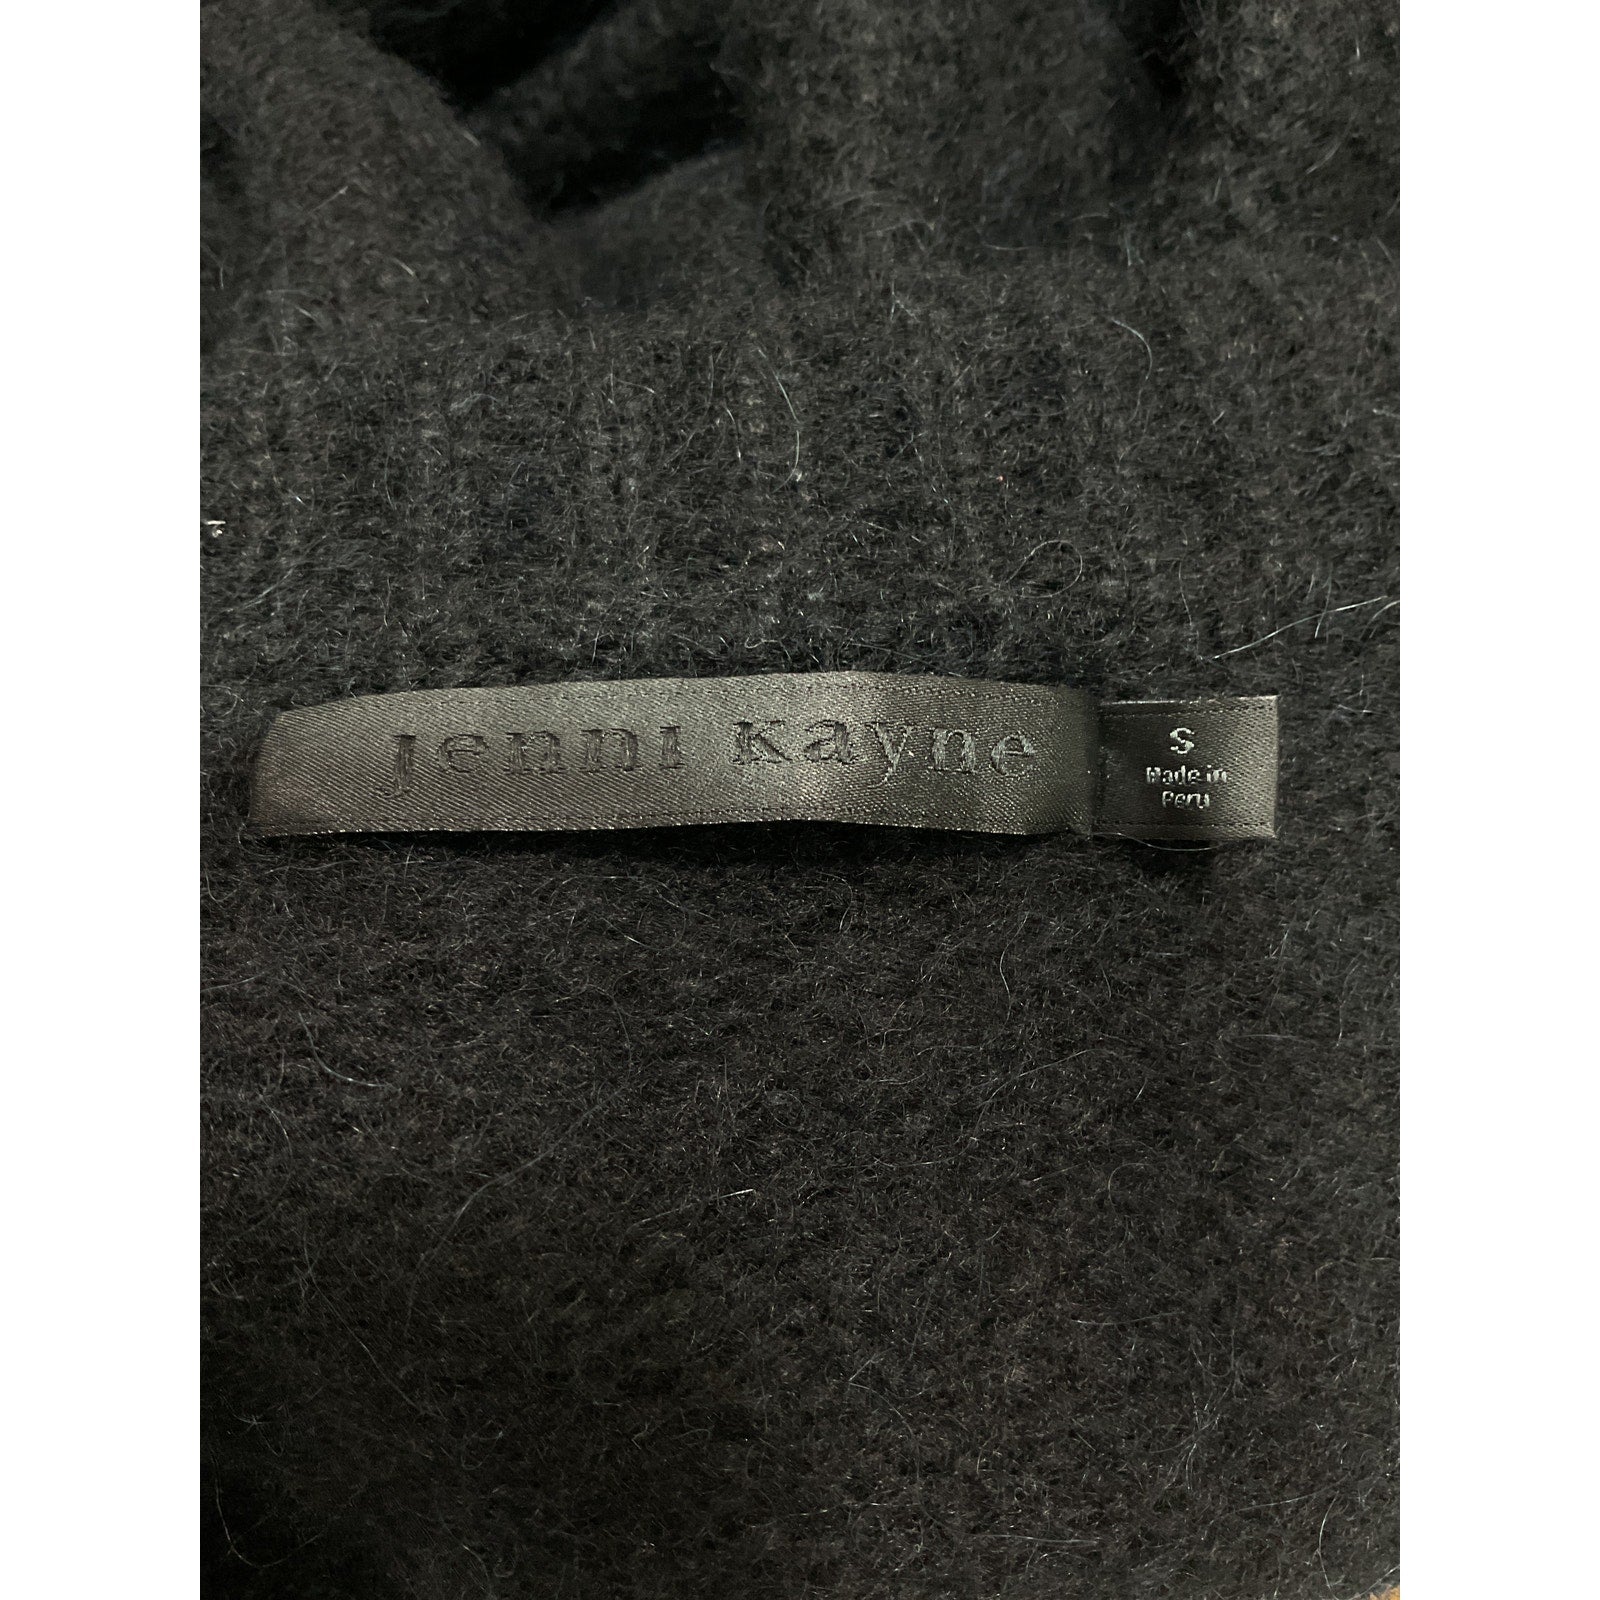 jenni kayne
S
Made in
Peru